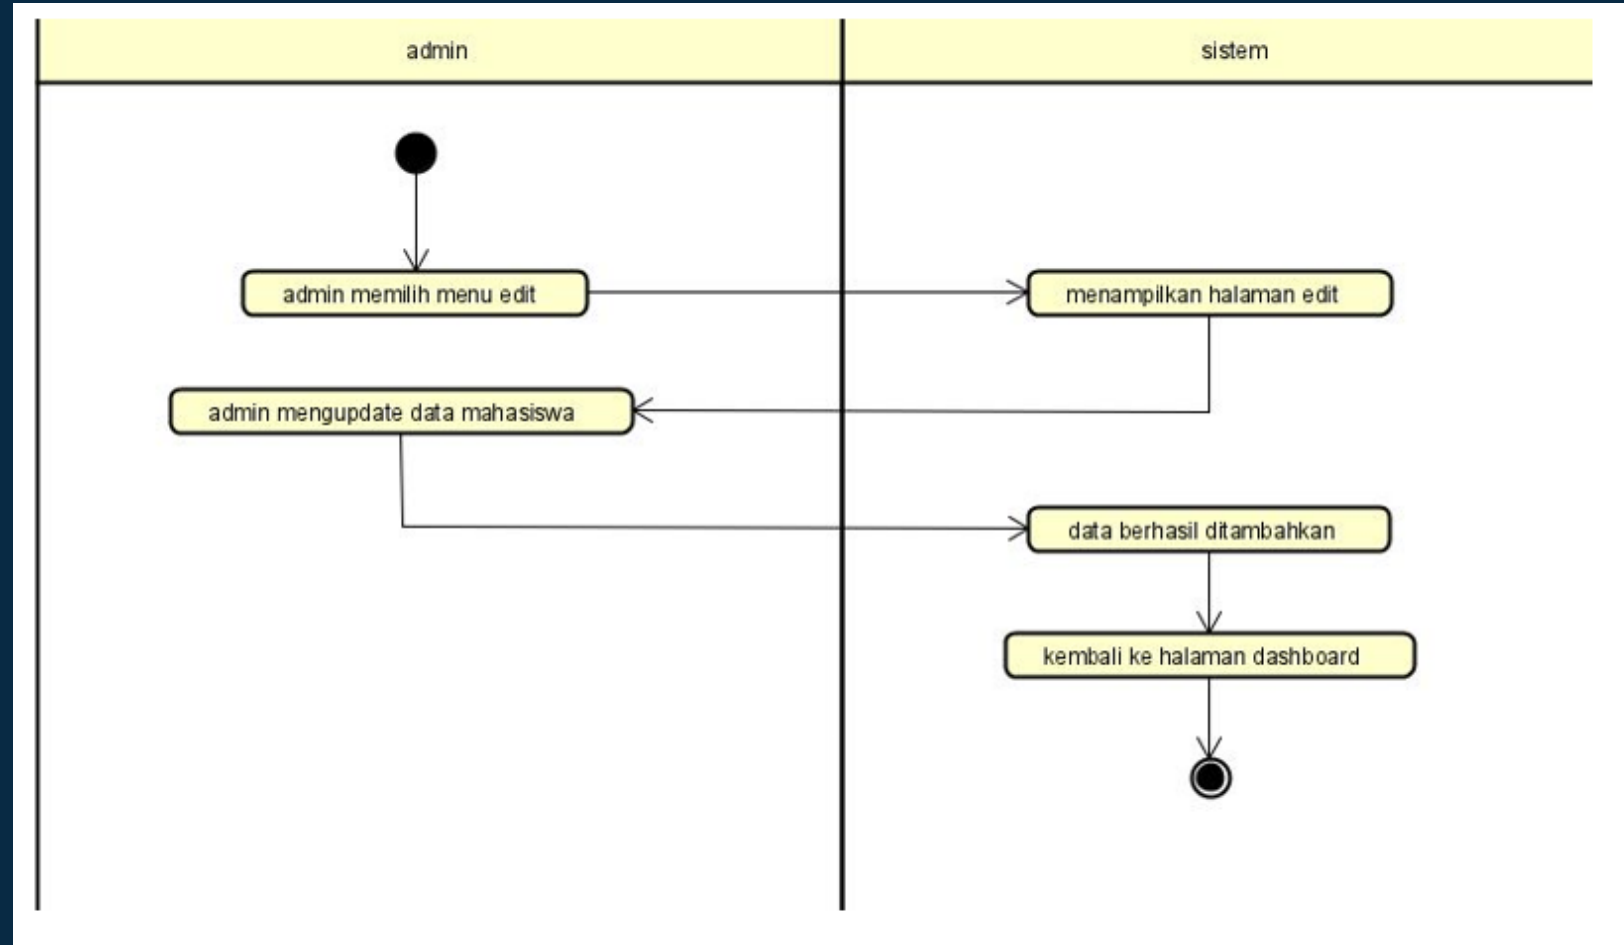 admin
sistem
admin memilih menu edit
menampilkan halaman edit
admin mengupdate data mahasiswa
data berhasil ditambahkan
kembali ke halaman dashboard